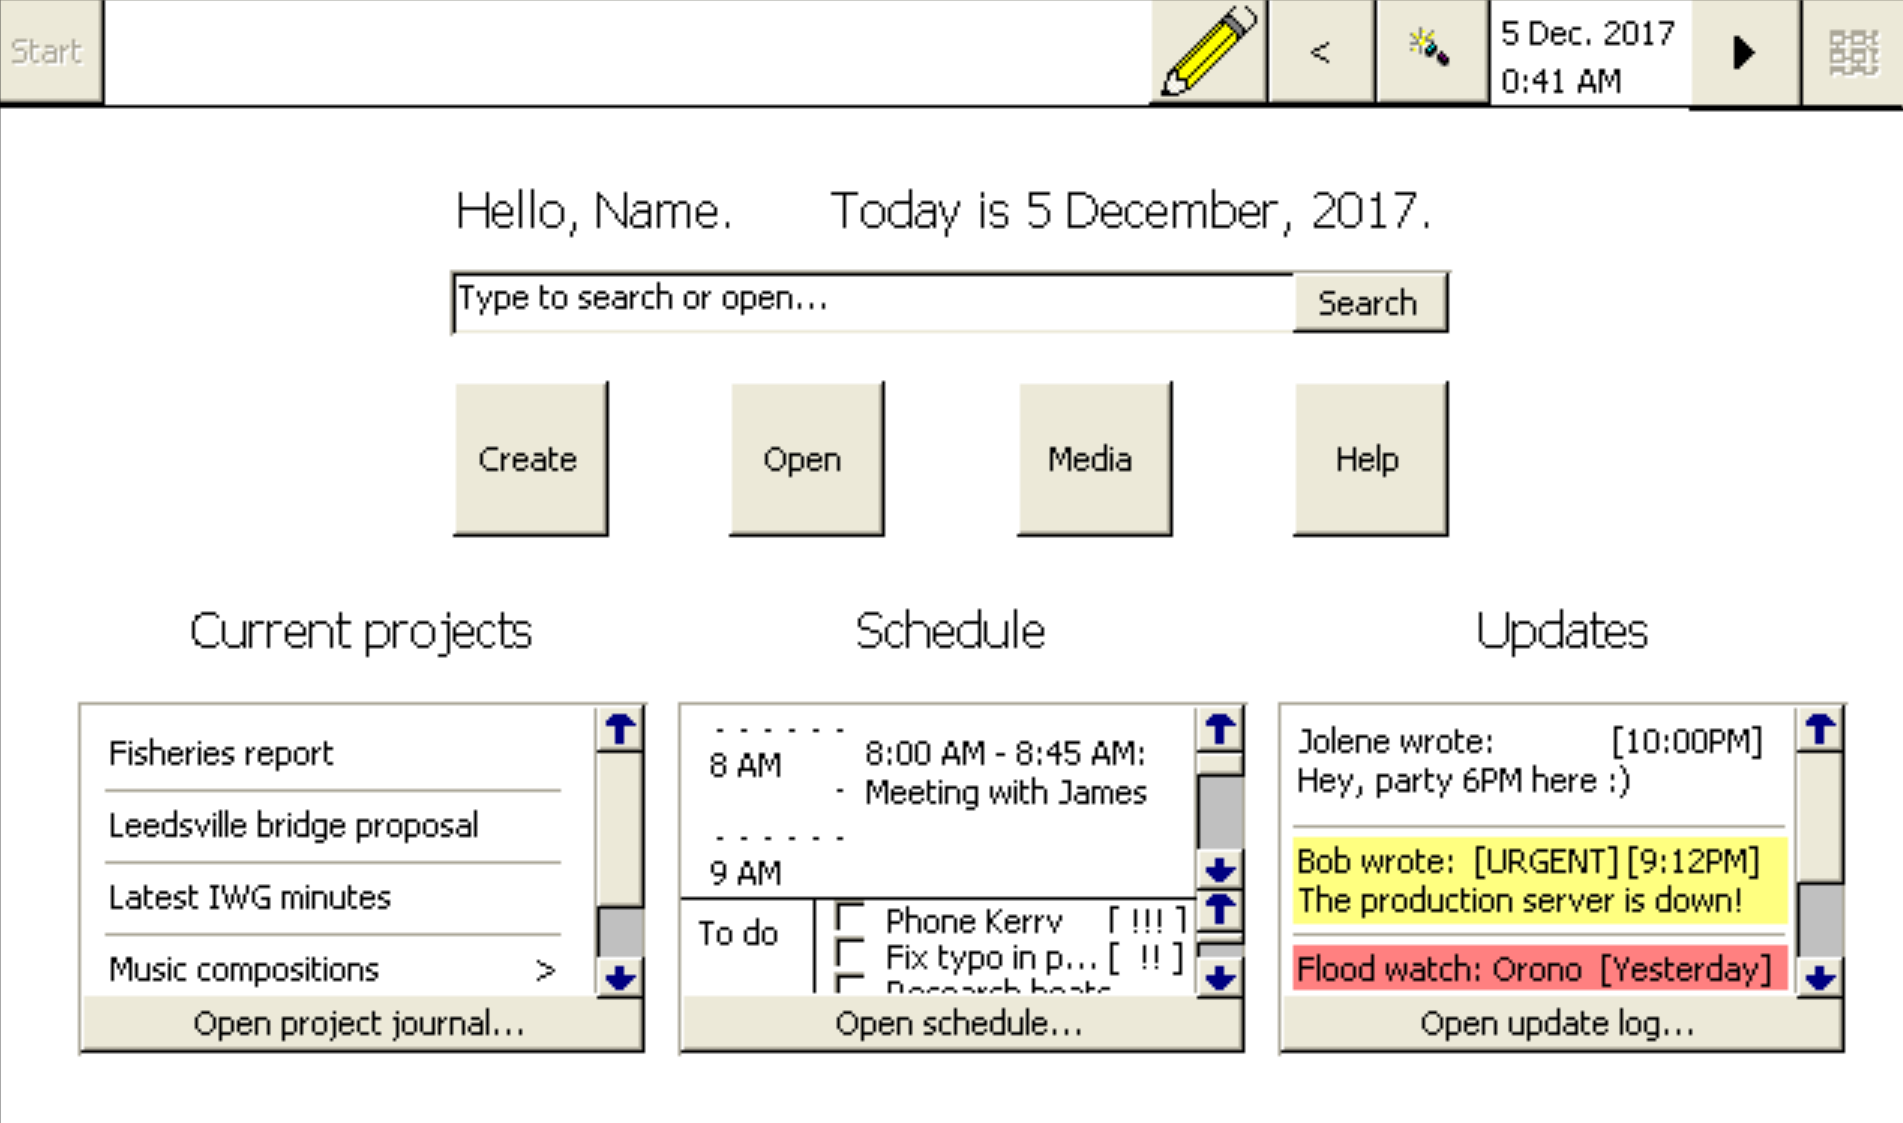 Start
<
5 Dec. 2017
0:41 AM
Hello, Name. Today is 5 December, 2017.
Type to search or open...
Search
Create
Open
Media
Help
Current projects
Fisheries report
Leedsville bridge proposal
Latest IWG minutes
Music compositions >
Open project journal...
Schedule
8 AM
8:00 AM - 8:45 AM:
- Meeting with James
9 AM
To do
Phone Kerry [ !!! ]
Fix typo in p... [ !! ]
Open schedule...
Updates
Jolene wrote: [10:00PM]
Hey, party 6PM here :)
Bob wrote: [URGENT] [9:12PM]
The production server is down!
Flood watch: Orono [Yesterday]
Open update log...